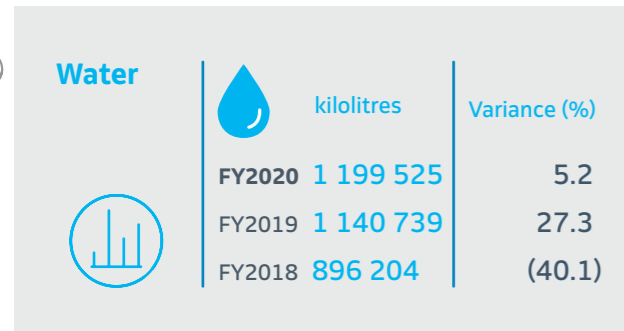 Water
kilolitres Variance (%)
FY2020 1 199 525 5.2
FY2019 1 140 739 27.3
FY2018 896 204 (40.1)